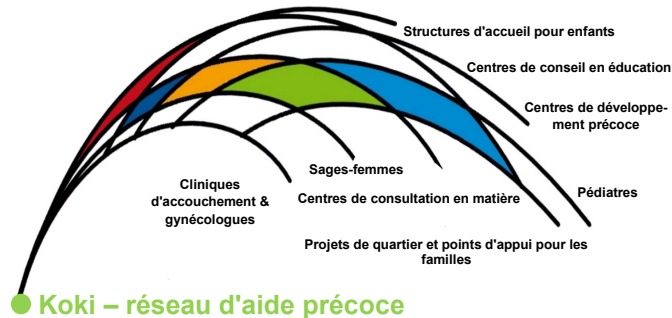 Structures d'accueil pour enfants
Centres de conseil en éducation
Centres de développe-
ment précoce
Sages-femmes
Pédiatres
Cliniques
d'accouchement &
gynécologues
Centres de consultation en matière
Projets de quartier et points d'appui pour les
familles
Koki – réseau d'aide précoce